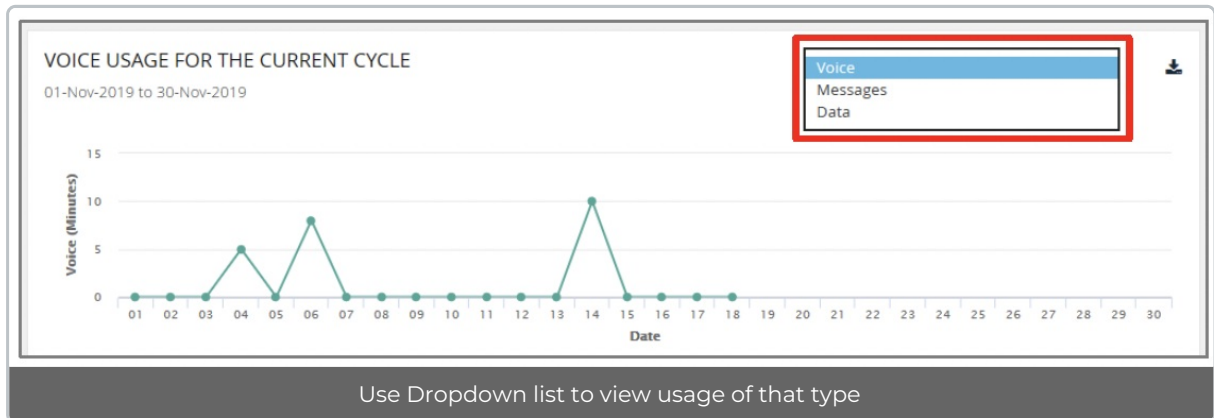 VOICE USAGE FOR THE CURRENT CYCLE
01-Nov-2019 to 30-Nov-2019
Voice
Messages
Data
Voice (Minutes)
15
10
5
0
01 02 03 04 05 06 07 08 09 10 11 12 13 14 15 16 17 18 19 20 21 22 23 24 25 26 27 28 29 30
Date
Use Dropdown list to view usage of that type